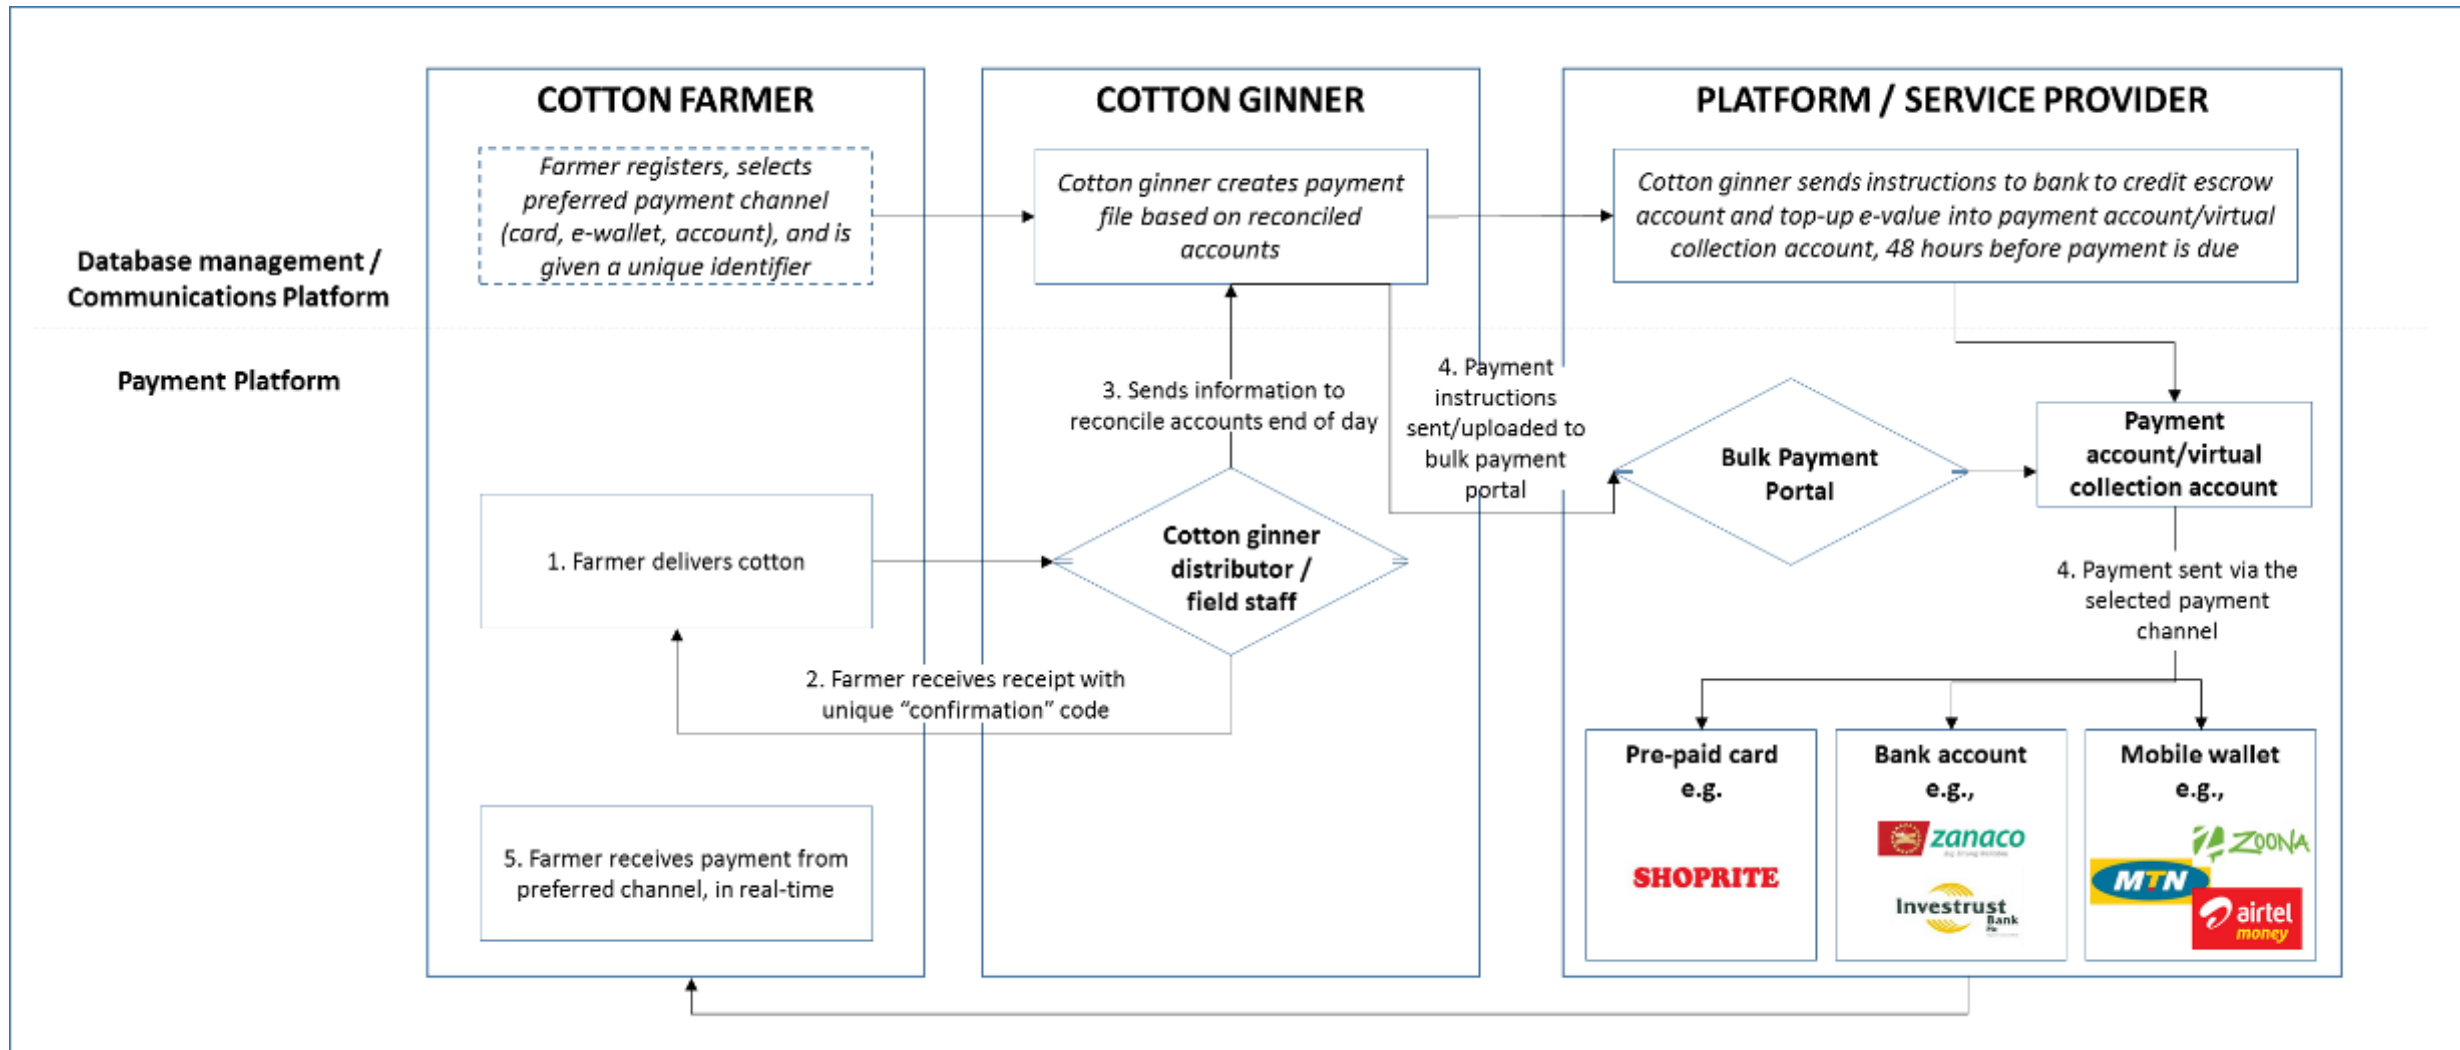 COTTON FARMER
COTTON GINNER
PLATFORM / SERVICE PROVIDER
Database management /
Communications Platform
Farmer registers, selects
preferred payment channel
(card, e-wallet, account), and is
given a unique identifier
Cotton ginner creates payment
file based on reconciled
accounts
Cotton ginner sends instructions to bank to credit escrow
account and top-up e-value into payment account/virtual
collection account, 48 hours before payment is due
Payment Platform
3. Sends information to
reconcile accounts end of day
4. Payment
instructions
sent/uploaded to
bulk payment
portal
Bulk Payment
Portal
Payment
account/virtual
collection account
1. Farmer delivers cotton
Cotton ginner
distributor /
field staff
4. Payment sent via the
selected payment
channel
2. Farmer receives receipt with
unique “confirmation” code
5. Farmer receives payment from
preferred channel, in real-time
Pre-paid card
e.g.
SHOPRITE
Bank account
e.g.,
zanaco
Investrust
Bank
Mobile wallet
e.g.,
ZOONA
MTN
airtel
money